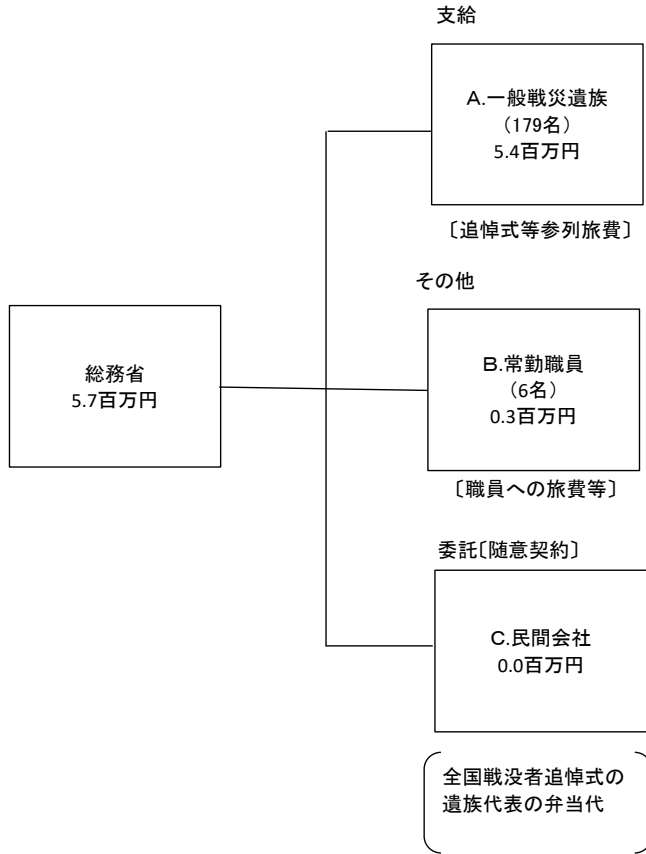 支給
A.一般戦災遺族
（179名）
5.4百万円
〔追悼式等参列旅費〕
その他
総務省
5.7百万円
B.常勤職員
（6名）
0.3百万円
〔職員への旅費等〕
委託〔随意契約〕
C.民間会社
0.0百万円
全国戦没者追悼式の
遺族代表の弁当代